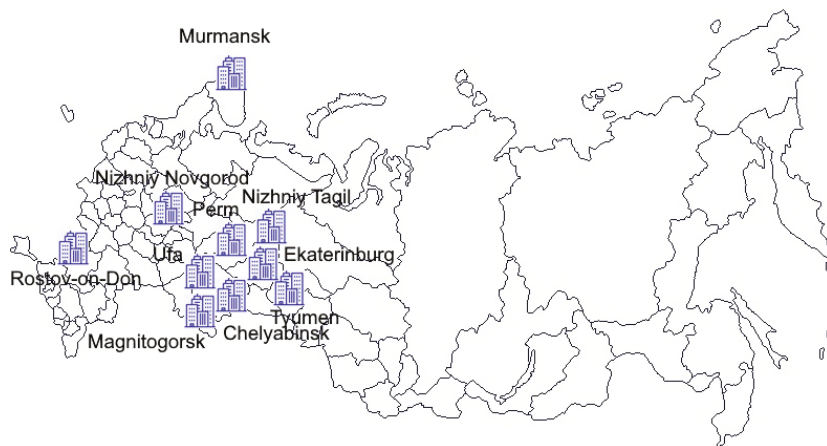 Murmansk
Nizhniy Novgorod
Nizhniy Tagil
Perm
Ufa
Ekaterinburg
Rostov-on-Don
Tyumen
Chelyabinsk
Magnitogorsk